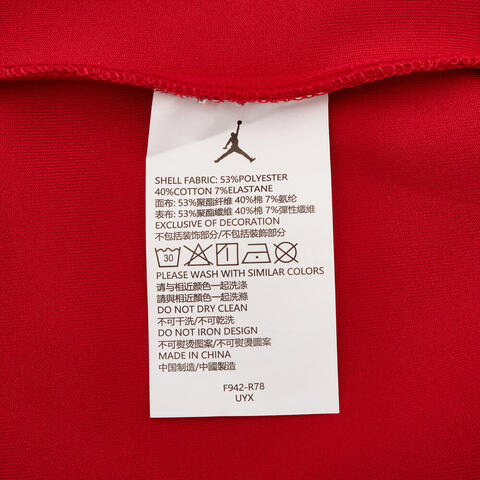 SHELL FABRIC: 53%POLYESTER
40%COTTON 7%ELASTANE
面布: 53%聚酯纤维 40%棉 7%氨纶
表布: 53%聚酯纖維 40%棉 7%彈性纖維
EXCLUSIVE OF DECORATION
不包括装饰部分/不包括裝飾部分
30
PLEASE WASH WITH SIMILAR COLORS
请与相近颜色一起洗涤
請與相近顏色一起洗滌
DO NOT DRY CLEAN
不可干洗/不可乾洗
DO NOT IRON DESIGN
不可熨烫图案/不可熨燙圖案
MADE IN CHINA
中国制造/中國製造
F942-R78
UYX